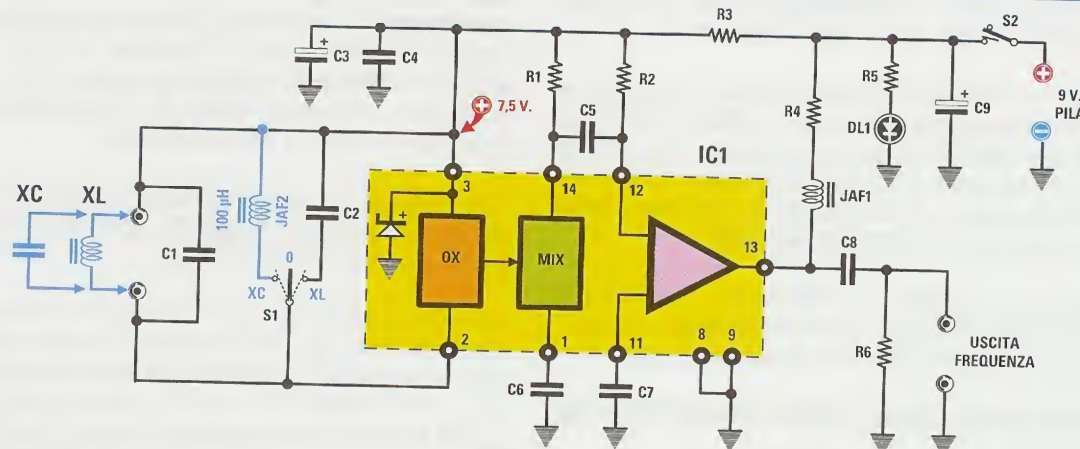 R3
S2
C3
+
C4
R1
R2
R5
9 V.
PILA
7,5 V.
C5
R4
DL1
C9
IC1
XC
XL
100 µH
JAF2
C2
3
14
12
JAF1
C1
0
XC
XL
S1
OX
MIX
13
C8
2
1
11
8
9
R6
USCITA
FREQUENZA
C6
C7